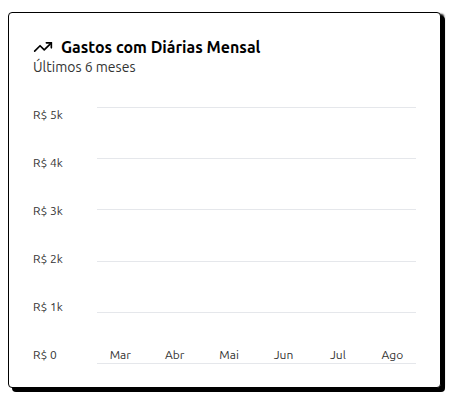 Gastos com Diárias Mensal
Últimos 6 meses
R$ 5k
R$ 4k
R$ 3k
R$ 2k
R$ 1k
R$ 0
Mar Abr Mai Jun Jul Ago